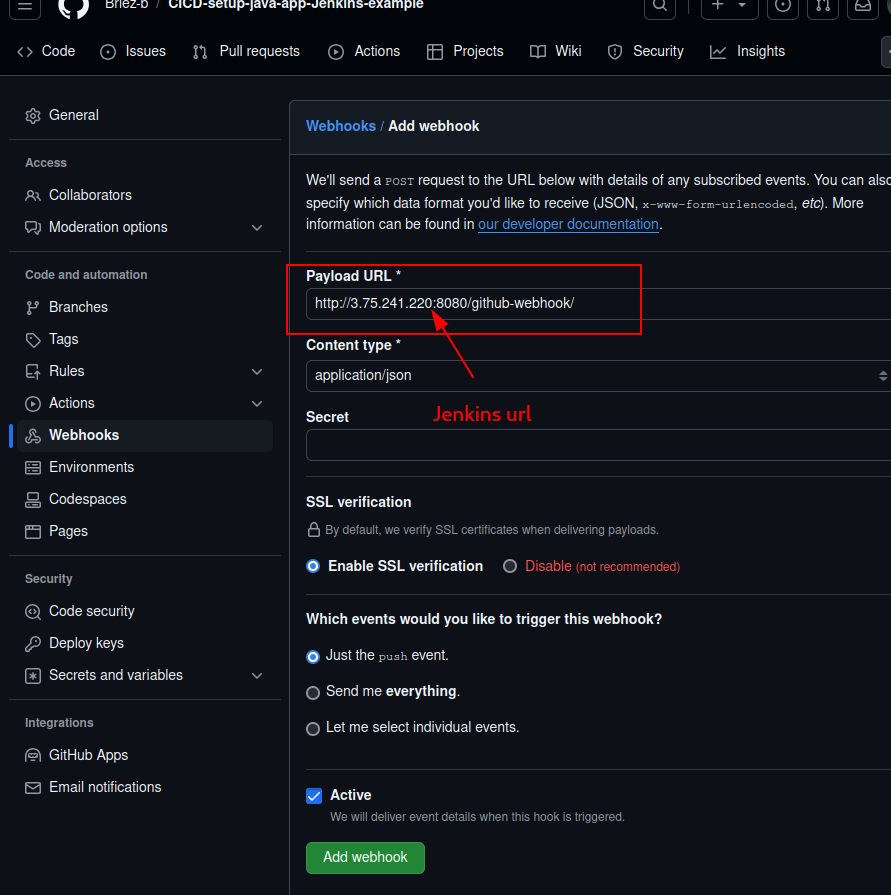 Briez-b / CICD-setup-java-app-Jenkins-example
Code Issues Pull requests Actions Projects Wiki Security Insights
General
Access
Collaborators
Moderation options
Code and automation
Branches
Tags
Rules
Actions
Webhooks
Environments
Codespaces
Pages
Security
Code security
Deploy keys
Secrets and variables
Integrations
GitHub Apps
Email notifications
Webhooks / Add webhook
We'll send a POST request to the URL below with details of any subscribed events. You can also
specify which data format you'd like to receive (JSON, x-www-form-urlencoded, etc). More
information can be found in our developer documentation.
Payload URL *
http://3.75.241.220:8080/github-webhook/
Content type *
application/json
Jenkins url
Secret
SSL verification
By default, we verify SSL certificates when delivering payloads.
Enable SSL verification Disable (not recommended)
Which events would you like to trigger this webhook?
Just the push event.
Send me everything.
Let me select individual events.
Active
We will deliver event details when this hook is triggered.
Add webhook